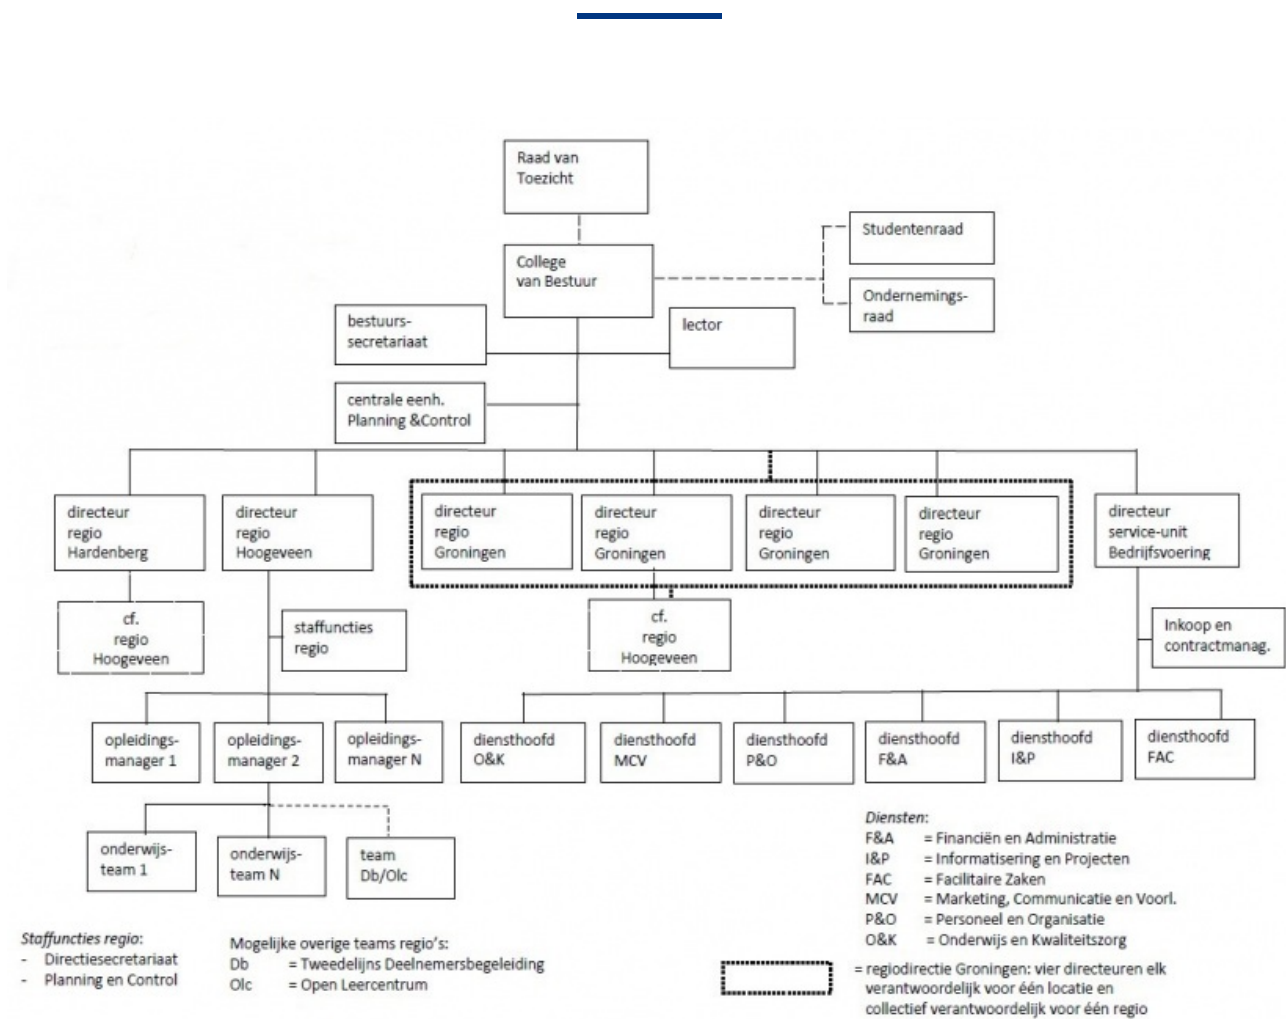 Raad van
Toezicht
College
van Bestuur
Studentenraad
Ondernemings-
raad
bestuurs-
secretariaat
lector
centrale eenh.
Planning &Control
directeur
regio
Hardenberg
directeur
regio
Hoogeveen
directeur
regio
Groningen
directeur
regio
Groningen
directeur
regio
Groningen
directeur
regio
Groningen
directeur
service-unit
Bedrijfsvoering
cf.
regio
Hoogeveen
staffuncties
regio
cf.
regio
Hoogeveen
Inkoop en
contractmanag.
opleidings-
manager 1
opleidings-
manager 2
opleidings-
manager N
diensthoofd
O&K
diensthoofd
MCV
diensthoofd
P&O
diensthoofd
F&A
diensthoofd
I&P
diensthoofd
FAC
onderwijs-
team 1
onderwijs-
team N
team
Db/Olc
Diensten:
F&A = Financiën en Administratie
I&P = Informatisering en Projecten
FAC = Facilitaire Zaken
MCV = Marketing, Communicatie en Voorl.
P&O = Personeel en Organisatie
O&K = Onderwijs en Kwaliteitszorg
Staffuncties regio:
- Directiesecretariaat
- Planning en Control
Mogelijke overige teams regio's:
Db = Tweedelijns Deelnemersbegeleiding
Olc = Open Leercentrum
= regiodirectie Groningen: vier directeuren elk
verantwoordelijk voor één locatie en
collectief verantwoordelijk voor één regio